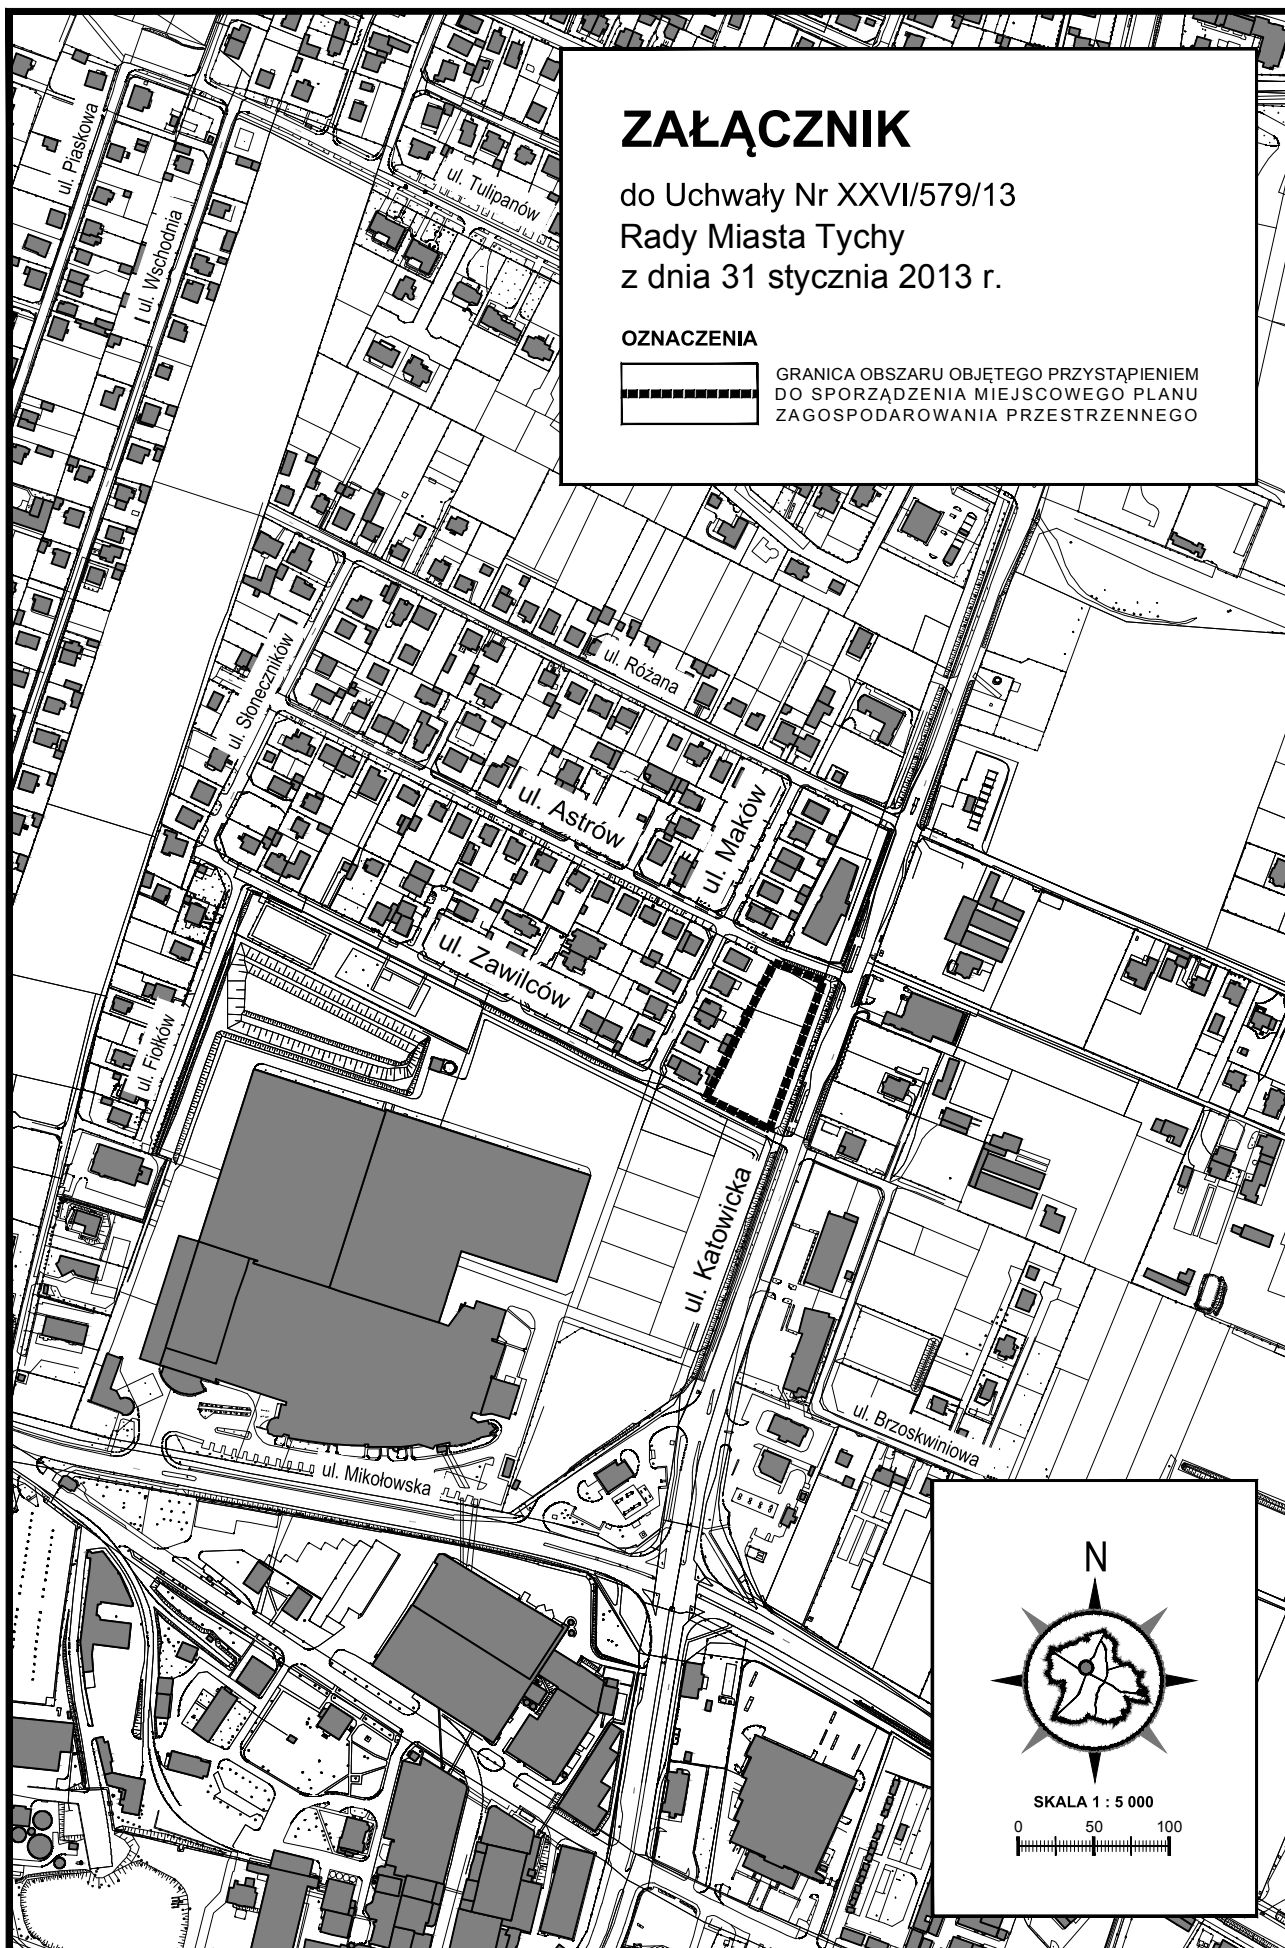 ZAŁĄCZNIK
do Uchwały Nr XXVI/579/13
Rady Miasta Tychy
z dnia 31 stycznia 2013 r.
OZNACZENIA
GRANICA OBSZARU OBJĘTEGO PRZYSTĄPIENIEM
DO SPORZĄDZENIA MIEJSCOWEGO PLANU
ZAGOSPODAROWANIA PRZESTRZENNEGO
ul. Piaskowa
ul. Wschodnia
ul. Tulipanów
ul. Słoneczników
ul. Różana
ul. Astrów
ul. Maków
ul. Zawilców
ul. Fiołków
ul. Katowicka
ul. Brzoskwiniowa
ul. Mikołowska
N
SKALA 1 : 5 000
0 50 100